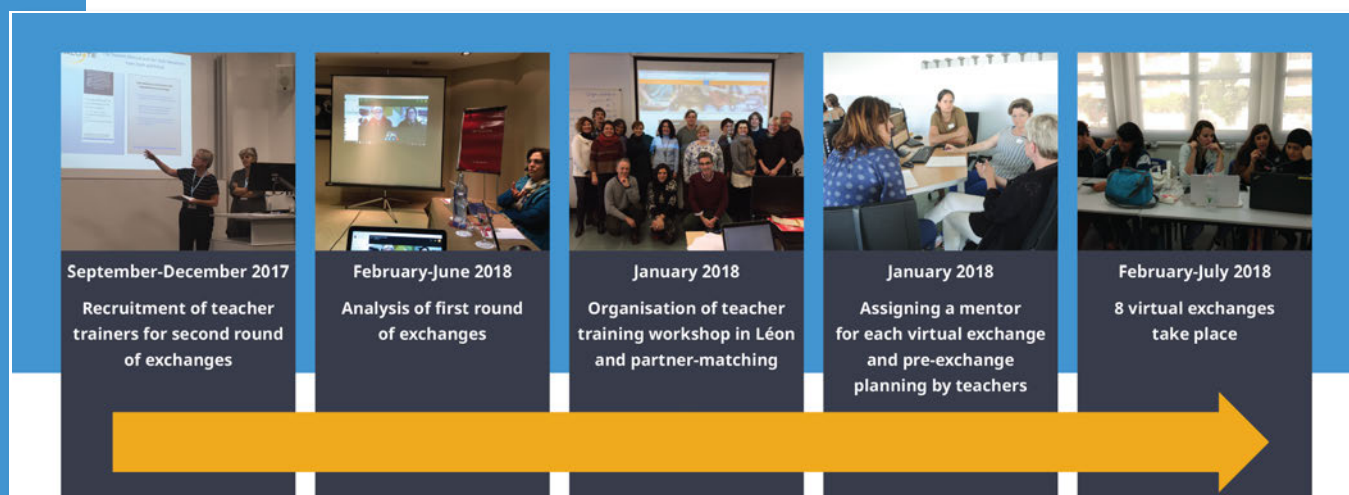 September-December 2017
Recruitment of teacher
trainers for second round
of exchanges
February-June 2018
Analysis of first round
of exchanges
January 2018
Organisation of teacher
training workshop in Léon
and partner-matching
January 2018
Assigning a mentor
for each virtual exchange
and pre-exchange
planning by teachers
February-July 2018
8 virtual exchanges
take place